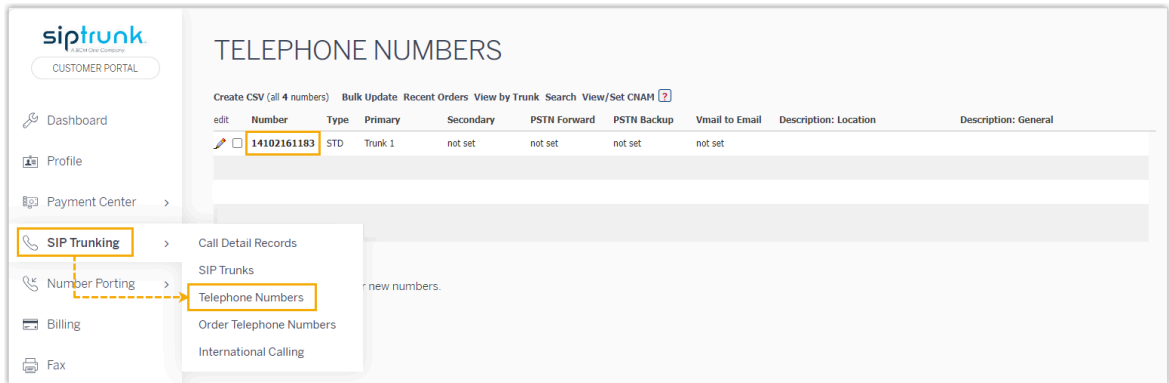 siptrunk.
A BCM One Company
CUSTOMER PORTAL
Dashboard
Profile
Payment Center >
SIP Trunking >
Number Porting >
Billing
Fax
Call Detail Records
SIP Trunks
Telephone Numbers
Order Telephone Numbers
International Calling
TELEPHONE NUMBERS
Create CSV (all 4 numbers) Bulk Update Recent Orders View by Trunk Search View/Set CNAM ?
edit Number Type Primary Secondary PSTN Forward PSTN Backup Vmail to Email Description: Location Description: General
14102161183 STD Trunk 1 not set not set not set not set
r new numbers.